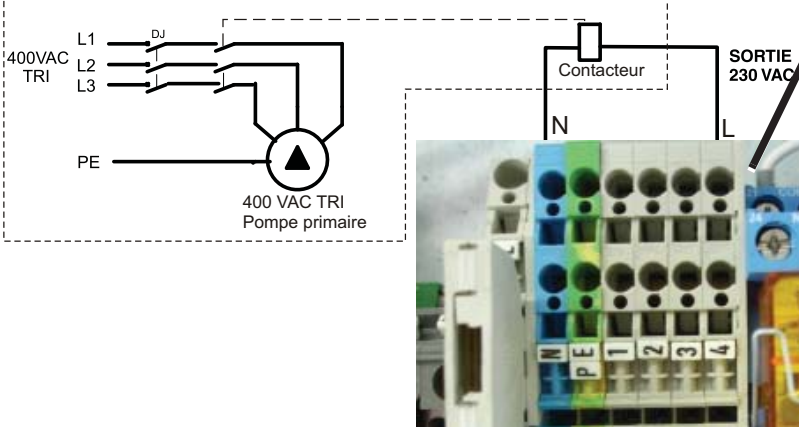 L1
DJ
400VAC
TRI
L2
L3
PE
400 VAC TRI
Pompe primaire
Contacteur
SORTIE
230 VAC
N
L
N
PE
1
2
3
4